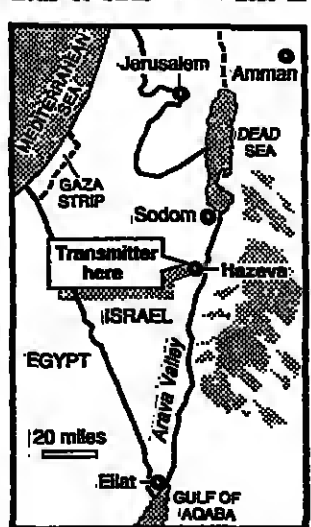 Jerusalem
Amman
MEDITERRANEAN
SEA
DEAD
SEA
GAZA
STRIP
Sodom
Transmitter
here
Hazeva
ISRAEL
EGYPT
Arava Valley
20 miles
Eilat
GULF OF
AQABA